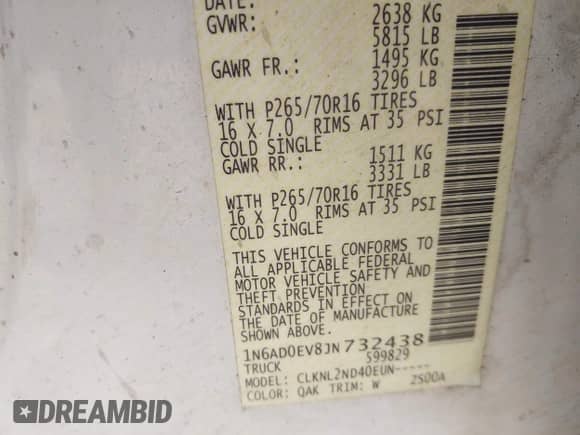 DATE:
GVWR: 2638 KG
5815 LB
GAWR FR.: 1495 KG
3296 LB
WITH P265/70R16 TIRES
16 X 7.0 RIMS AT 35 PSI
COLD SINGLE
GAWR RR.: 1511 KG
3331 LB
WITH P265/70R16 TIRES
16 X 7.0 RIMS AT 35 PSI
COLD SINGLE
THIS VEHICLE CONFORMS TO
ALL APPLICABLE FEDERAL
MOTOR VEHICLE SAFETY AND
THEFT PREVENTION
STANDARDS IN EFFECT ON
THE DATE OF MANUFACTURE
SHOWN ABOVE.
1N6AD0EV8JN732438
TRUCK 599829
MODEL: CLKNL2ND40EUN-----
COLOR: QAK TRIM: W 2S00A
DREAMBID